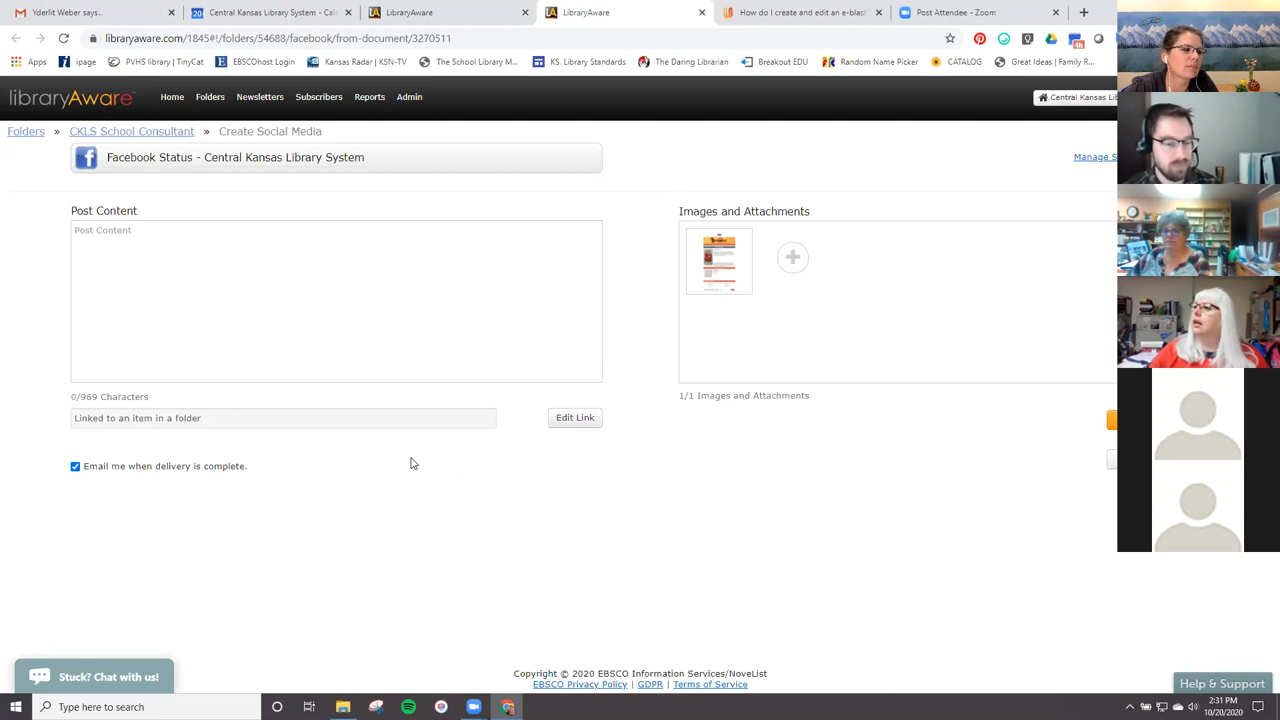 Yerlit Weber says...
Central Kansas Library System - Cal
LibraryAware
LibraryAware
How do I create and edit an e-blast
Post Attendee - Zoom
libraryaware.com/1845#!/folders/54688/facebook/from-document/3270511
4h
Apps
ipage
PVHS library | TinyCat
EBSCOhost Login
Kansas Radar | KSN-TV
The School Library M...
KS. Library Standards
The Daring Librarian
Breakout EDU
Random Name Picker
CATALOG
Great Ideas | Family R...
libraryAware
Home
Folders
Newsletters
Subscribers
Reports
Admin
Central Kansas Lib
Folders » CKLS School Consultant » Create Social Media
Facebook Status - Central Kansas Library System
Manage S
Post Content
Images and Attachments
Post Content
0/969 Characters
1/1 Images and Attachments
Linked to an item in a folder
Edit Link
Email me when delivery is complete.
Stuck? Chat with us!
Copyright © 2020 EBSCO Information Services/NoveList
EBSCO Privacy Policy | GDPR | Terms of Service
Help & Support
Type here to search
2:31 PM
10/20/2020